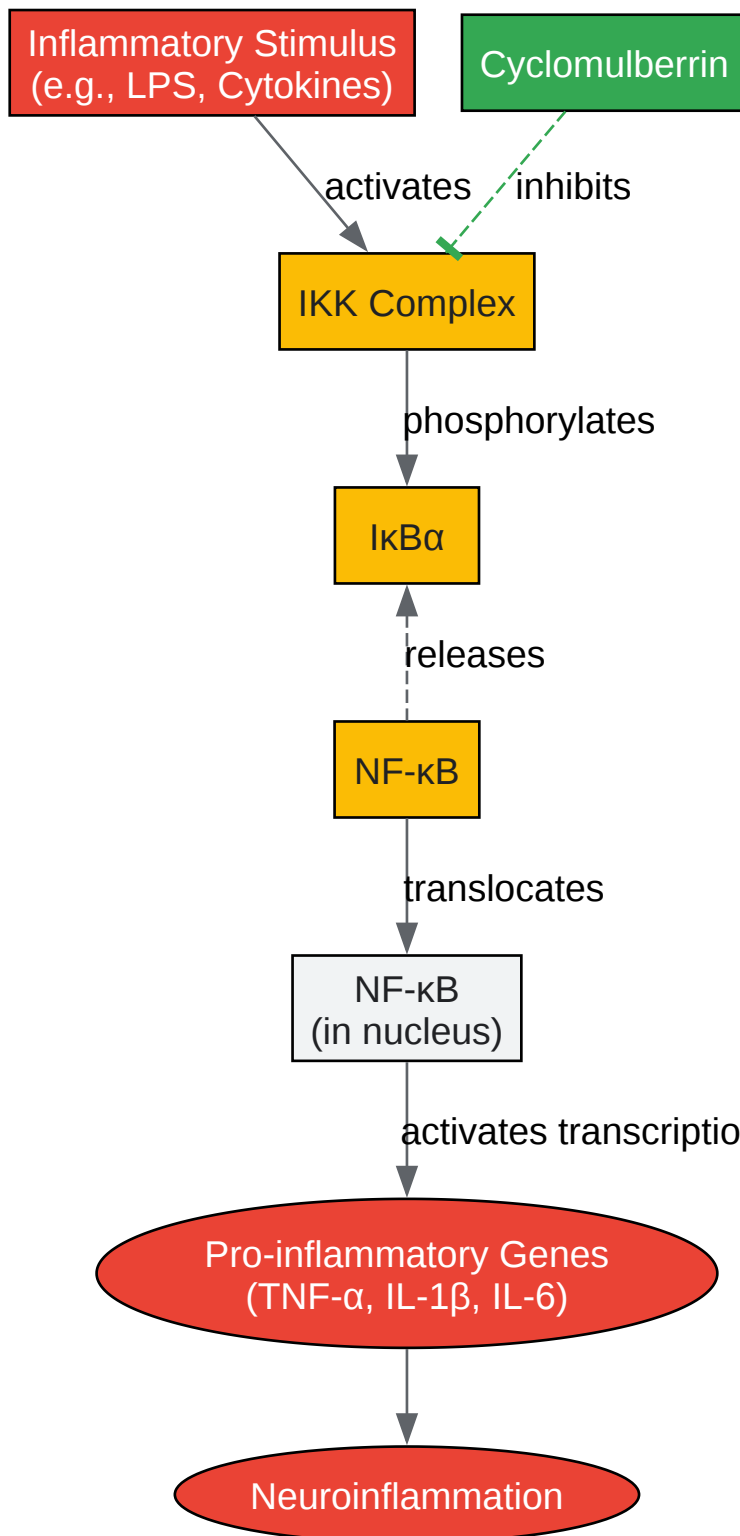 Inflammatory Stimulus
(e.g., LPS, Cytokines)
Cyclomulberrin
activates
inhibits
IKK Complex
phosphorylates
IκBα
releases
NF-κB
translocates
NF-κB
(in nucleus)
activates transcriptio
Pro-inflammatory Genes
(TNF-α, IL-1β, IL-6)
Neuroinflammation